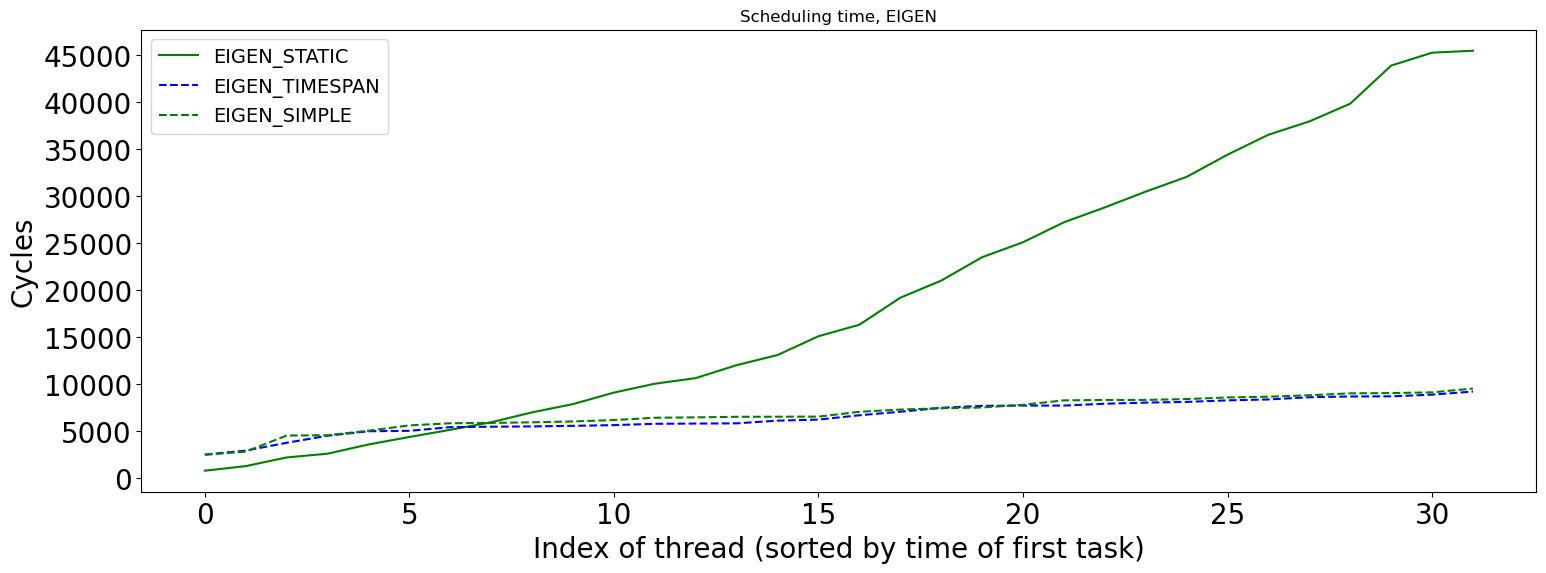 Scheduling time, EIGEN
EIGEN_STATIC
EIGEN_TIMESPAN
EIGEN_SIMPLE
Cycles
45000
40000
35000
30000
25000
20000
15000
10000
5000
0
0 5 10 15 20 25 30
Index of thread (sorted by time of first task)